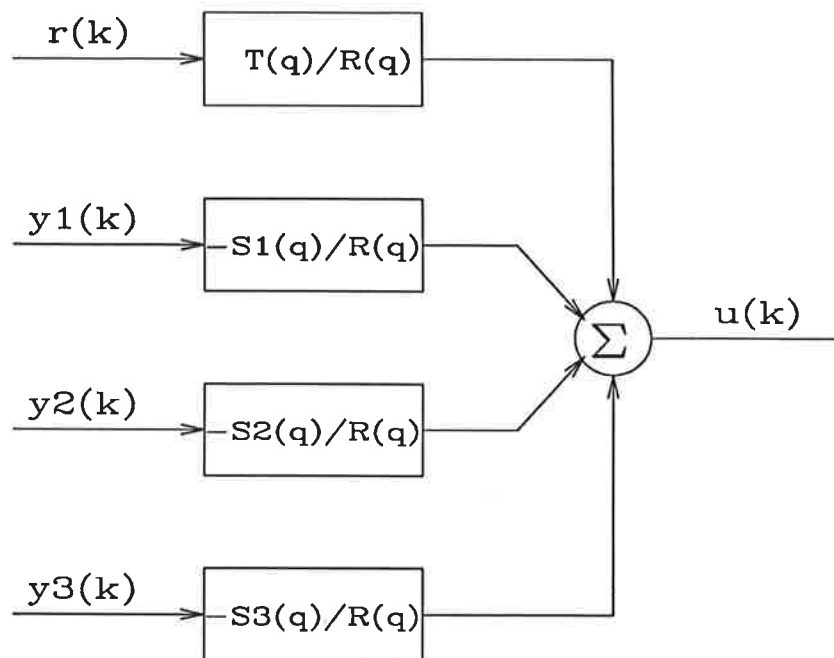 r(k)
T(q)/R(q)
y1(k)
-S1(q)/R(q)
u(k)
Σ
y2(k)
-S2(q)/R(q)
y3(k)
-S3(q)/R(q)